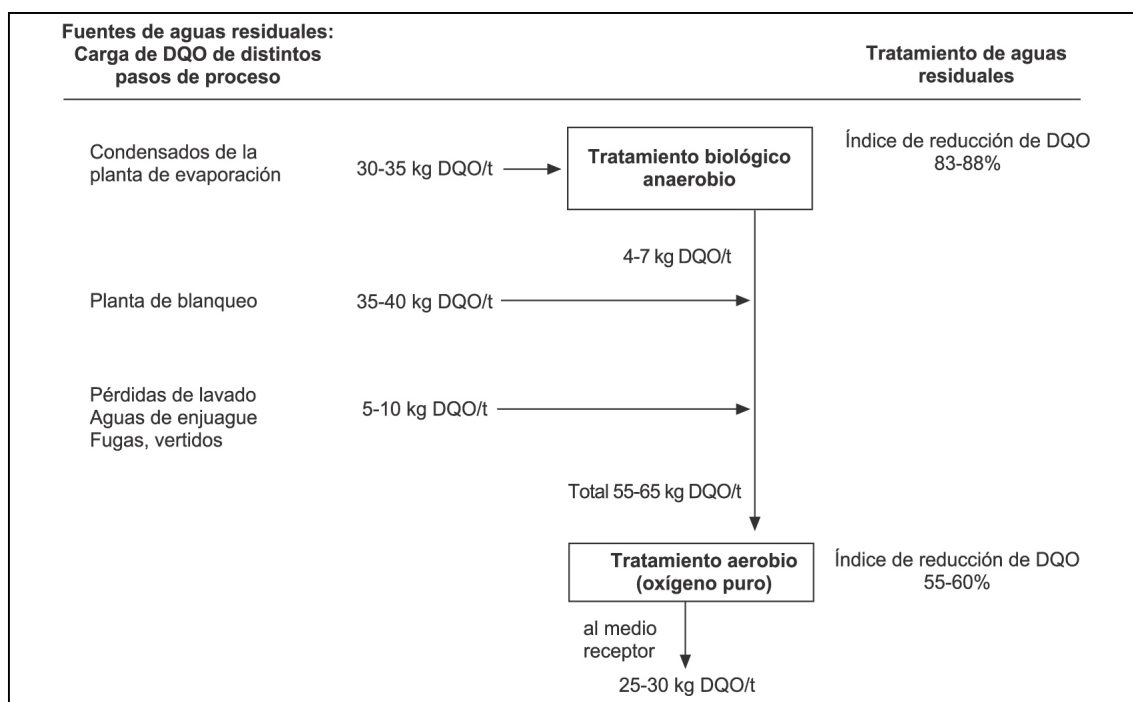 Fuentes de aguas residuales:
Carga de DQO de distintos
pasos de proceso
Tratamiento de aguas
residuales
Condensados de la
planta de evaporación
30-35 kg DQO/t
Tratamiento biológico
anaerobio
Índice de reducción de DQO
83-88%
4-7 kg DQO/t
Planta de blanqueo
35-40 kg DQO/t
Pérdidas de lavado
Aguas de enjuague
Fugas, vertidos
5-10 kg DQO/t
Total 55-65 kg DQO/t
Tratamiento aerobio
(oxígeno puro)
Índice de reducción de DQO
55-60%
al medio
receptor
25-30 kg DQO/t